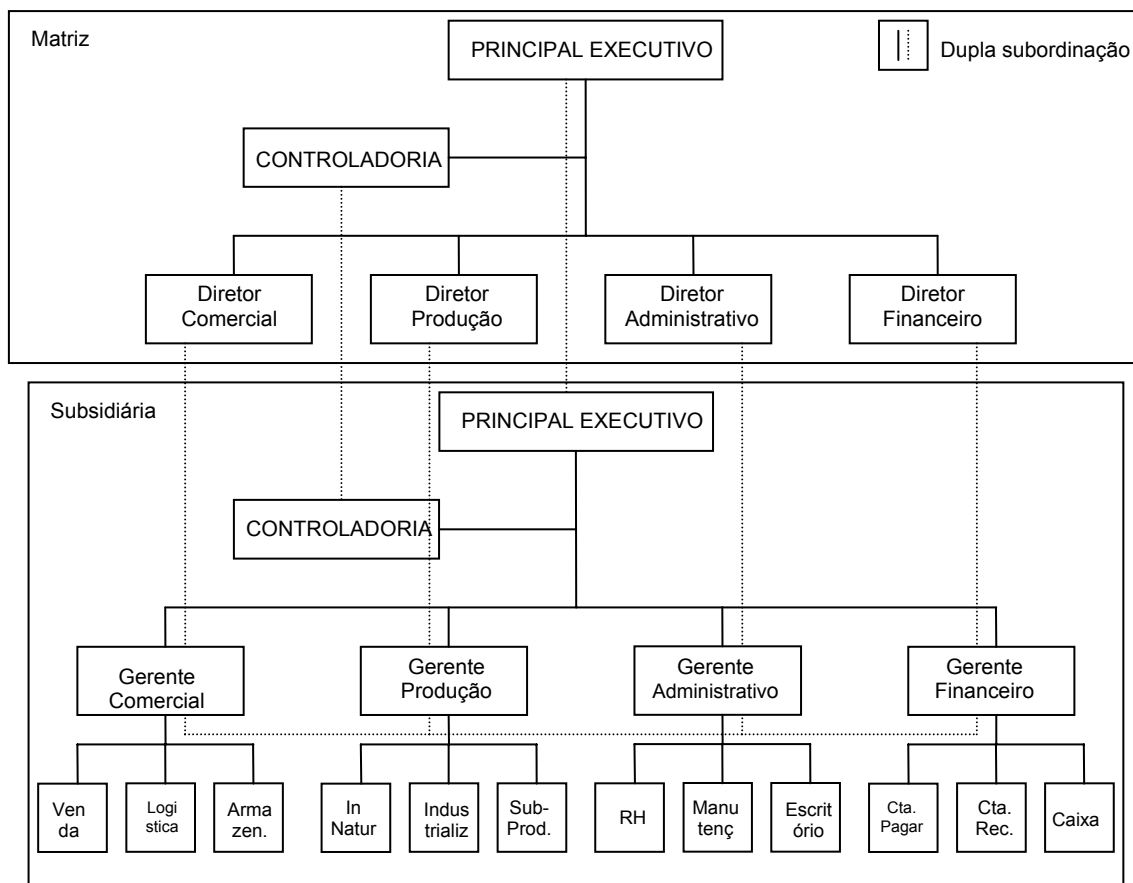 Matriz
PRINCIPAL EXECUTIVO
Dupla subordinação
CONTROLADORIA
Diretor
Comercial
Diretor
Produção
Diretor
Administrativo
Diretor
Financeiro
Subsidiária
PRINCIPAL EXECUTIVO
CONTROLADORIA
Gerente
Comercial
Gerente
Produção
Gerente
Administrativo
Gerente
Financeiro
Ven
da
Logi
stica
Arma
zen.
In
Natur
Indus
trializ
Sub-
Prod.
RH
Manu
tenç
Escrit
ório
Cta.
Pagar
Cta.
Rec.
Caixa